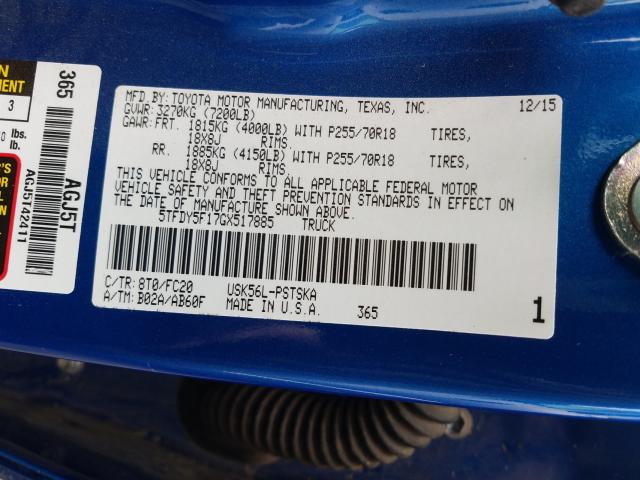 MFD BY: TOYOTA MOTOR MANUFACTURING, TEXAS, INC. 12/15
GVWR: 3270KG (7200LB)
GAWR: FRT. 1815KG (4000LB) WITH P255/70R18 TIRES,
18X8J RIMS.
RR. 1885KG (4150LB) WITH P255/70R18 TIRES,
18X8J RIMS.
THIS VEHICLE CONFORMS TO ALL APPLICABLE FEDERAL MOTOR
VEHICLE SAFETY AND THEFT PREVENTION STANDARDS IN EFFECT ON
THE DATE OF MANUFACTURE SHOWN ABOVE.
5TFDY5F17GX517885 TRUCK
C/TR: 8T0/FC20 USK56L-PSTSKA
A/TM: B02A/AB60F MADE IN U.S.A. 365 1
365
AGJ5T
AGJ5T422411
3
lbs.
lb.